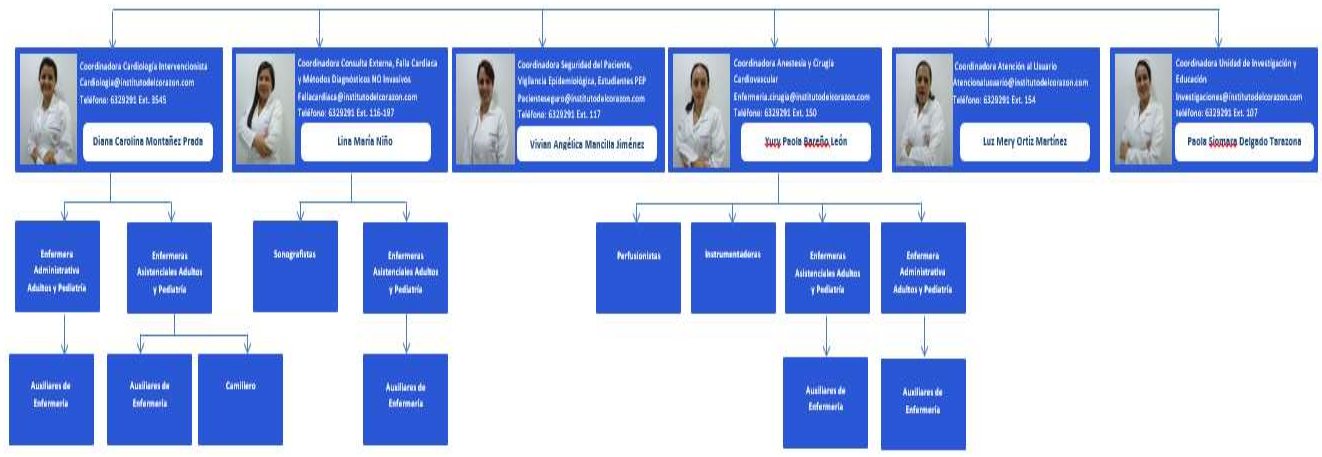 Coordinadora Cardiología Intervencionista
Cardiologia@institutodelcorazon.com
Teléfono: 6329291 Ext. 3545
Diana Carolina Montañez Prada
Coordinadora Consulta Externa, Falla Cardiaca
y Métodos Diagnósticos NO Invasivos
Fallacardiaca@institutodelcorazon.com
Teléfono: 6329291 Ext. 116-197
Lina María Niño
Coordinadora Seguridad del Paciente,
Vigilancia Epidemiológica, Estudiantes PEP
Pacienteseguro@institutodelcorazon.com
Teléfono: 6329291 Ext. 117
Vivian Angélica Mancilla Jiménez
Coordinadora Anestesia y Cirugía
Cardiovascular
Enfermeria.cirugia@institutodelcorazon.com
Teléfono: 6329291 Ext. 150
Yury Paola Bareño León
Coordinadora Atención al Usuario
Atencionalusuario@institutodelcorazon.com
Teléfono: 6329291 Ext. 154
Luz Mery Ortiz Martínez
Coordinadora Unidad de Investigación y
Educación
Investigaciones@institutodelcorazon.com
teléfono: 6329291 Ext. 107
Paola Siomara Delgado Tarazona
Enfermera
Administrativa
Adultos y Pediatría
Enfermeras
Asistenciales Adultos
y Pediatría
Sonografistas
Enfermeras
Asistenciales Adultos
y Pediatría
Perfusionistas
Instrumentadoras
Enfermeras
Asistenciales Adultos
y Pediatría
Enfermera
Administrativa
Adultos y Pediatría
Auxiliares de
Enfermería
Auxiliares de
Enfermería
Camillero
Auxiliares de
Enfermería
Auxiliares de
Enfermería
Auxiliares de
Enfermería